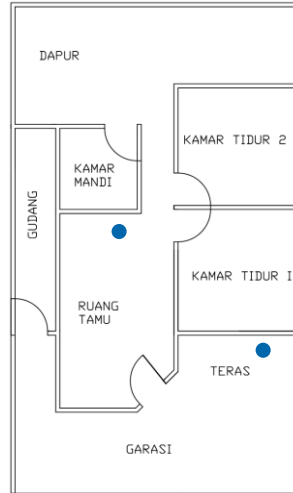 DAPUR
KAMAR TIDUR 2
KAMAR
MANDI
GUDANG
KAMAR TIDUR I
RUANG
TAMU
TERAS
GARASI